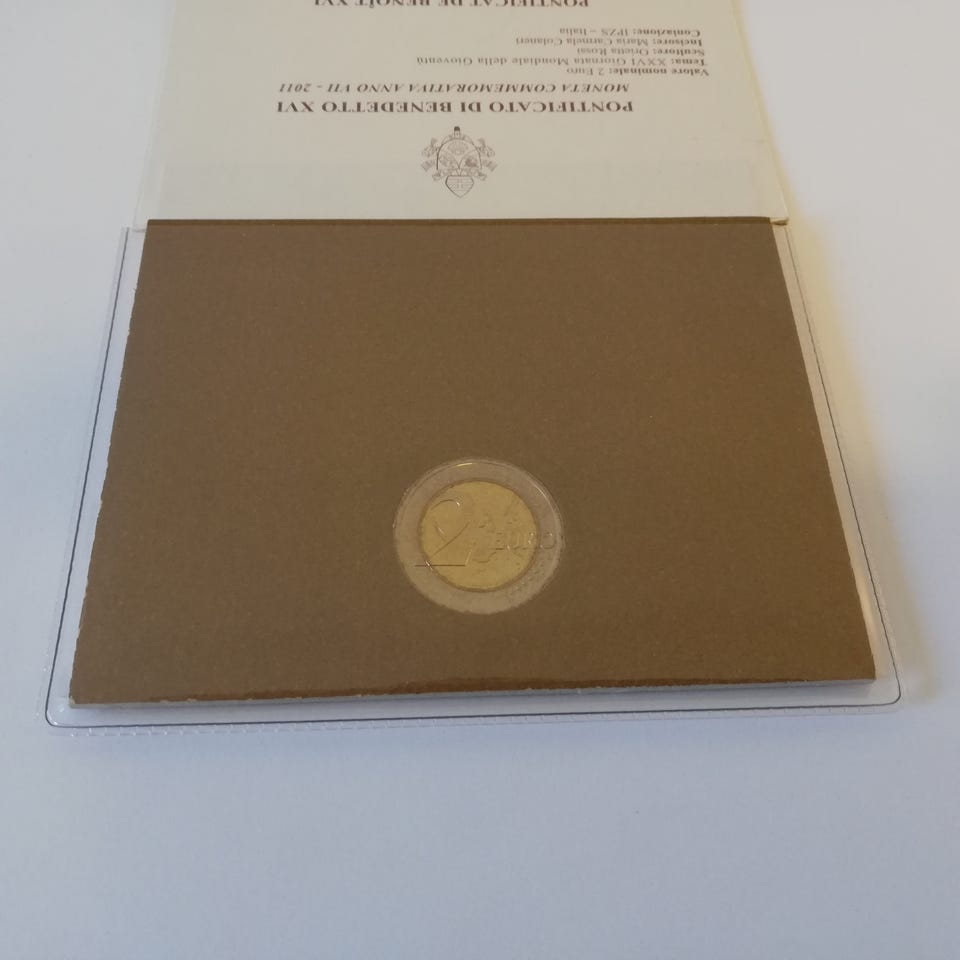 PONTIFICATO DI BENEDETTO XVI
MONETA COMMEMORATIVA ANNO VII - 2011
Valore nominale: 2 Euro
Tema: XXVI Giornata Mondiale della Gioventù
Scultore: Orietta Rossi
Incisore: Maria Carmela Colaneri
Coniazione: IPZS – Italia
PONTIFICAT DE BENOÎT XVI
2 EURO